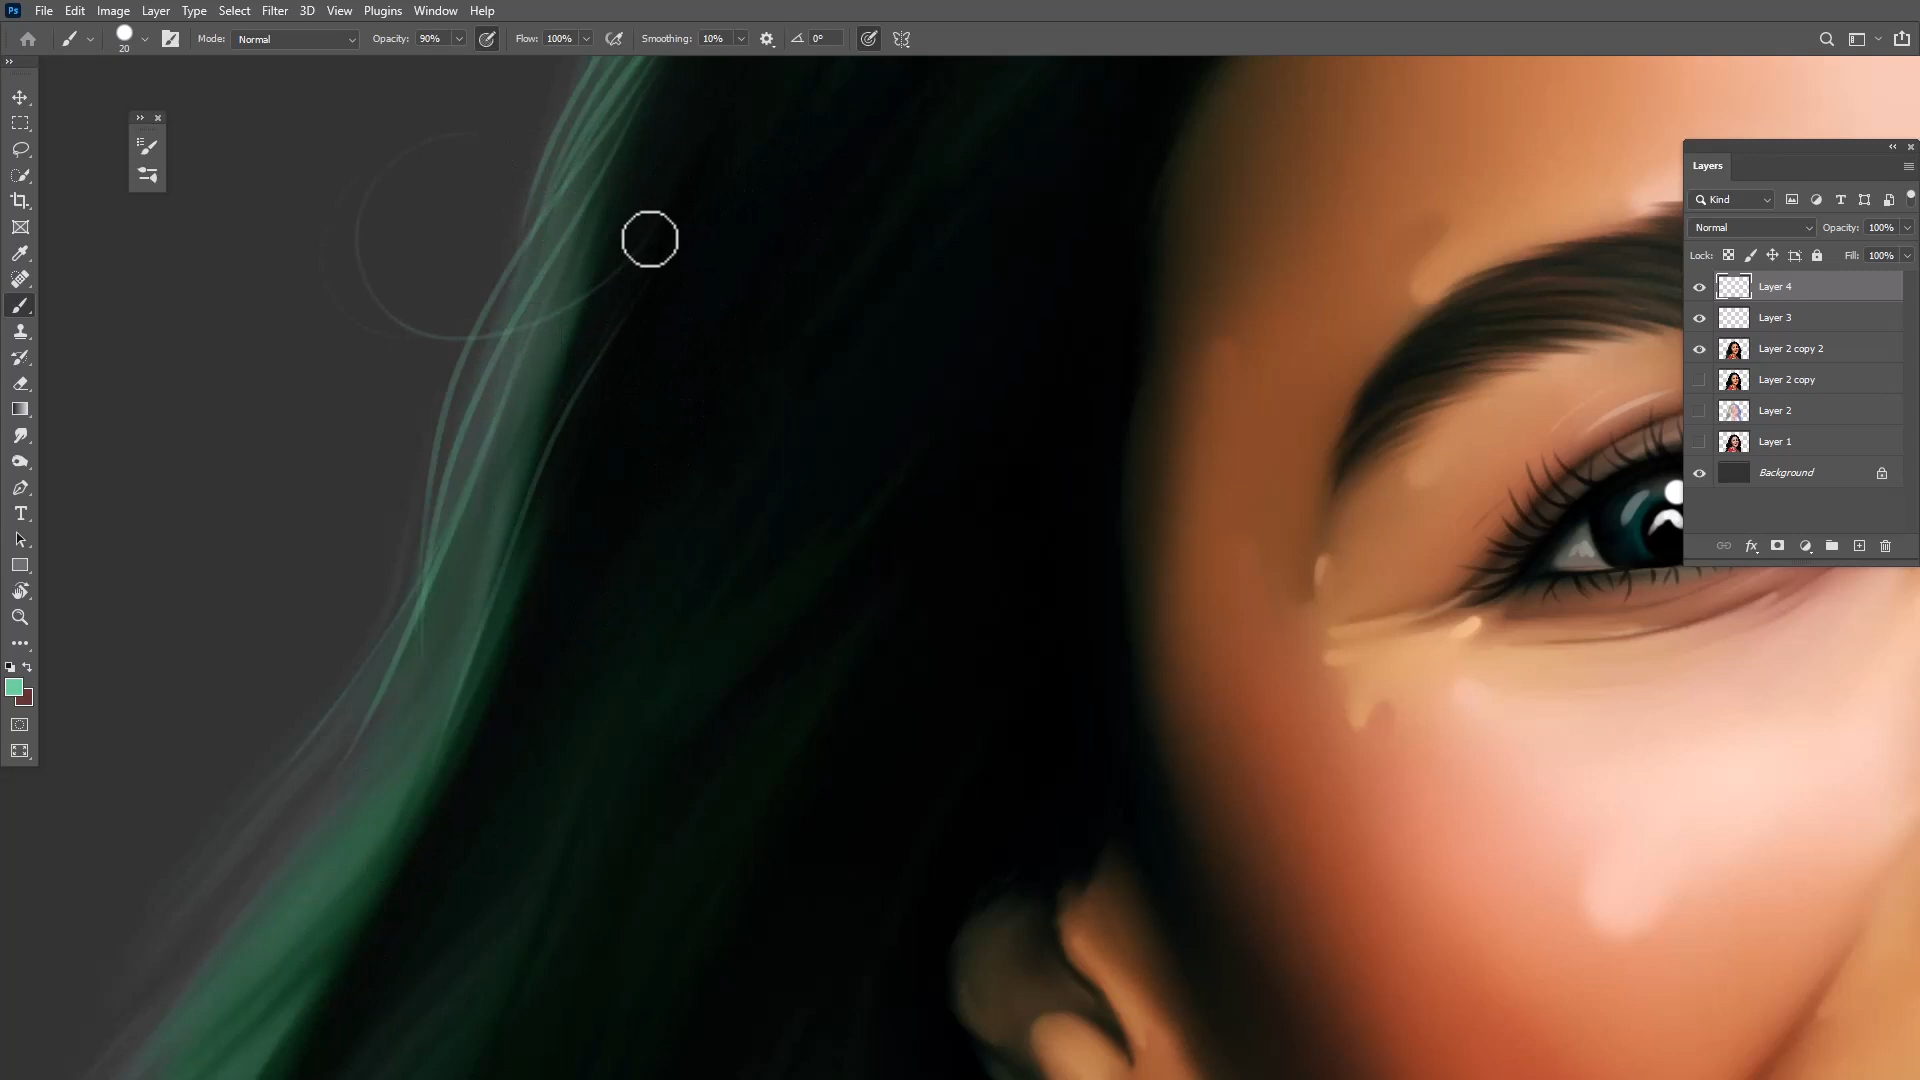 Ps File Edit Image Layer Type Select Filter 3D View Plugins Window Help
20 Mode: Normal Opacity: 90% Flow: 100% Smoothing: 10% 0°
Layers
Kind
Normal Opacity: 100%
Lock: Fill: 100%
Layer 4
Layer 3
Layer 2 copy 2
Layer 2 copy
Layer 2
Layer 1
Background